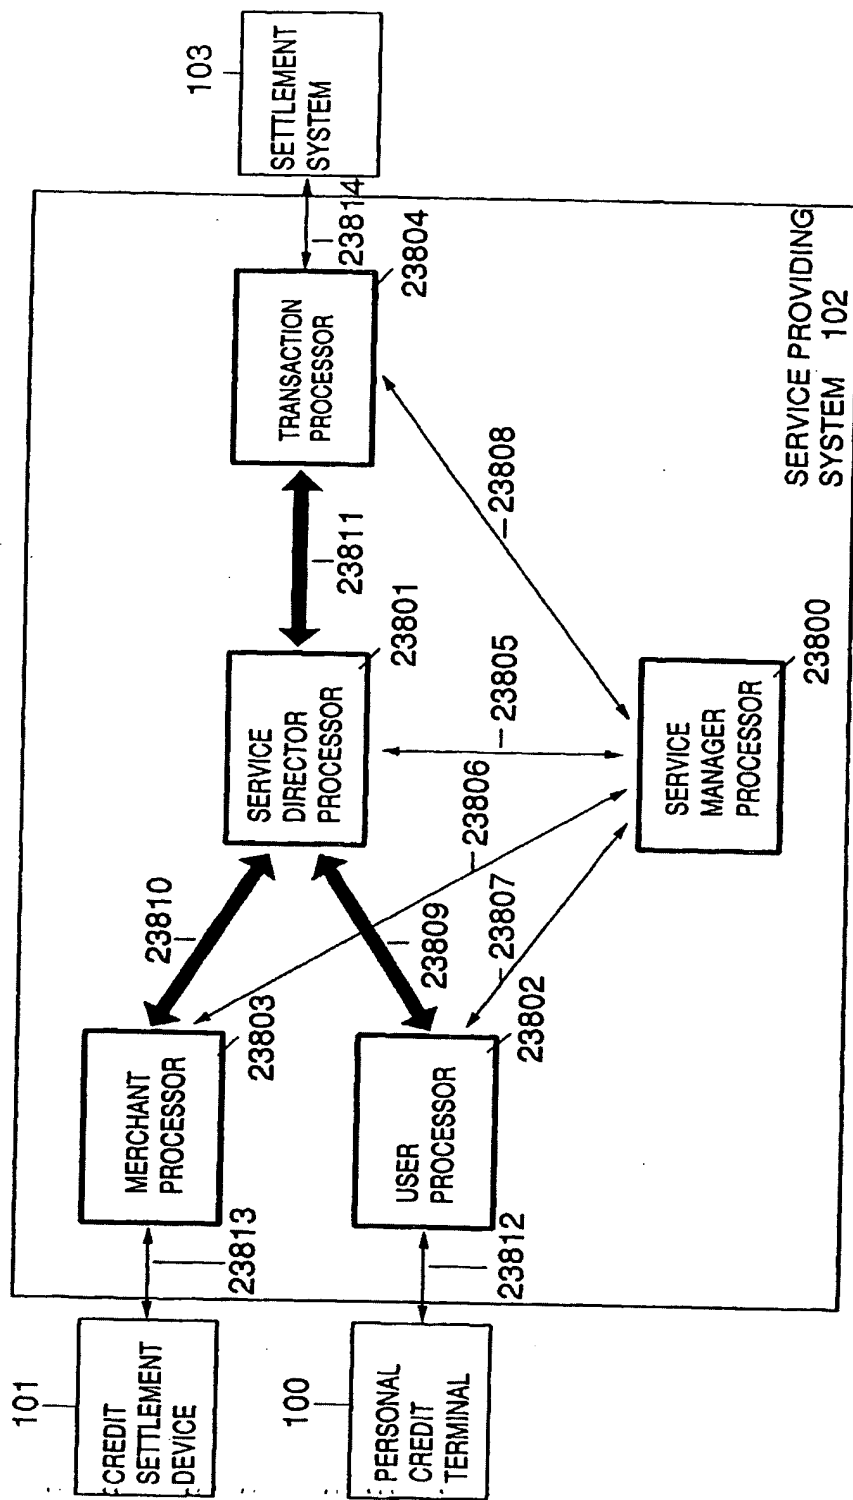 101
CREDIT
SETTLEMENT
DEVICE
100
PERSONAL
CREDIT
TERMINAL
23813
23812
MERCHANT
PROCESSOR
23803
USER
PROCESSOR
23802
23810
23809
23807
23806
SERVICE
DIRECTOR
PROCESSOR
23801
23805
SERVICE
MANAGER
PROCESSOR
23800
23811
23808
TRANSACTION
PROCESSOR
23804
23814
SETTLEMENT
SYSTEM
103
SERVICE PROVIDING
SYSTEM 102